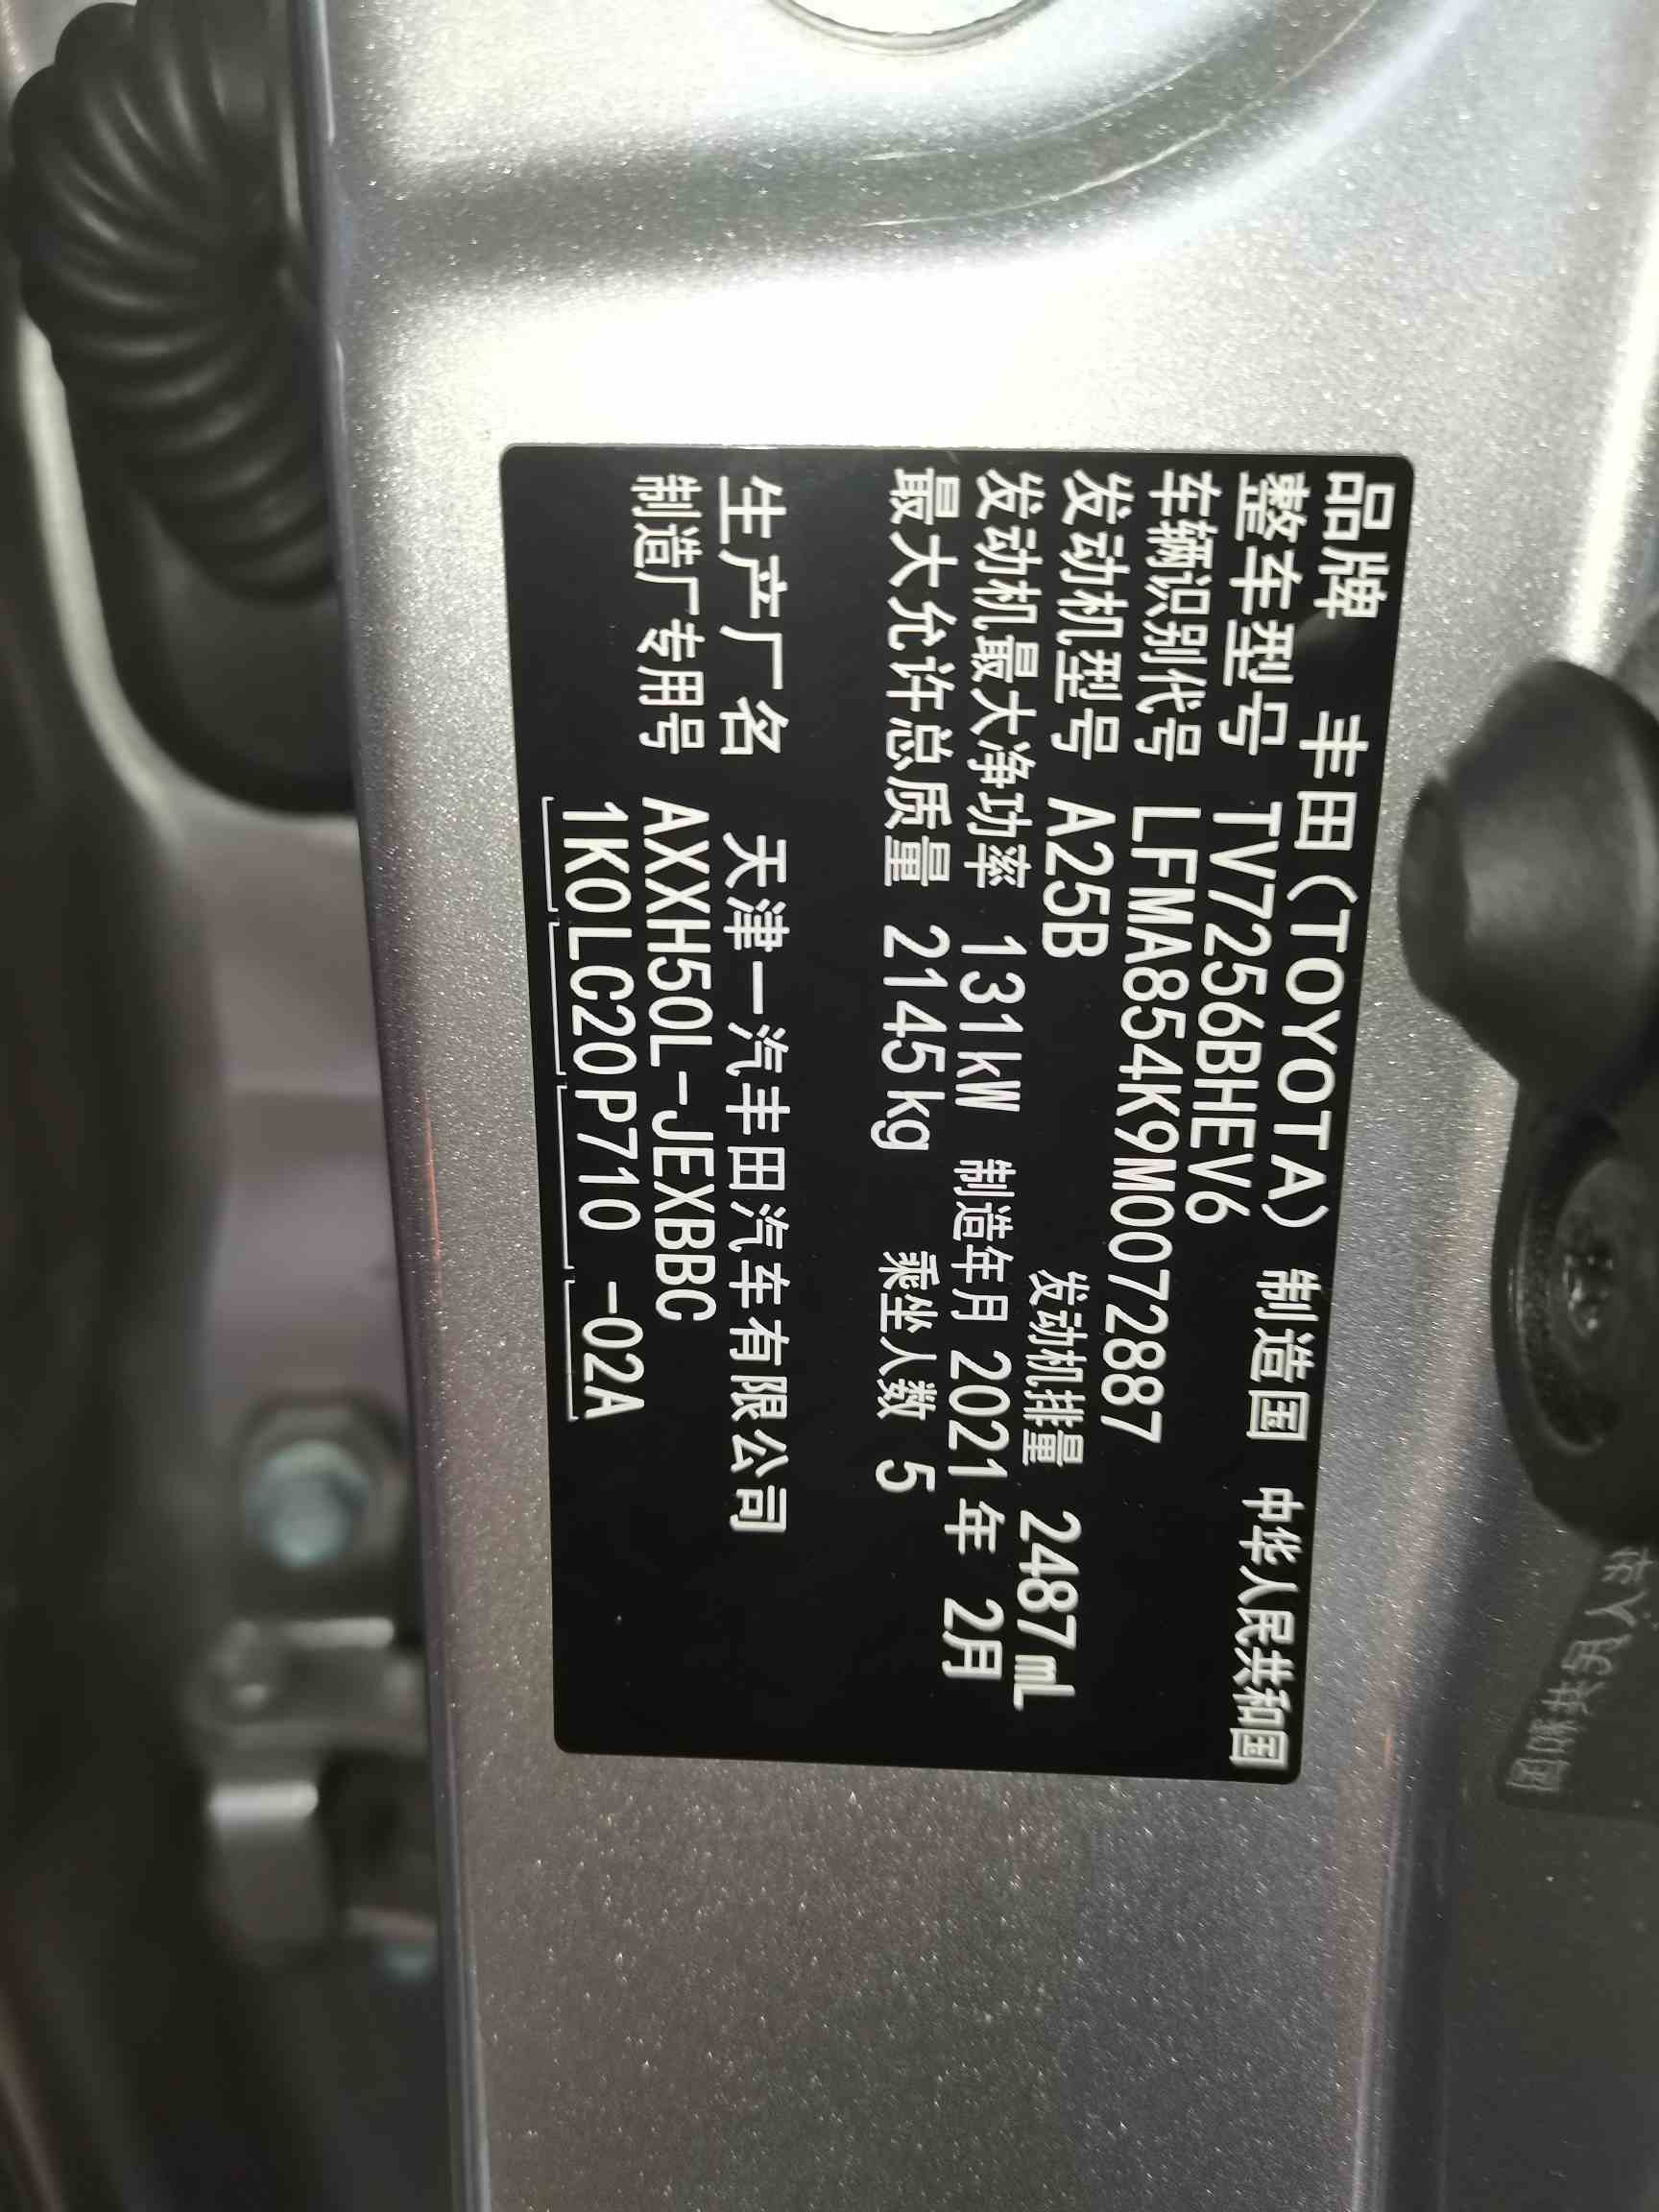 品牌 丰田(TOYOTA) 制造国 中华人民共和国
整车型号 TV7256BHEV6
车辆识别代号 LFMA854K9M0072887
发动机型号 A25B 发动机排量 2487mL
发动机最大净功率 131kW 制造年月 2021年 2月
最大允许总质量 2145kg 乘坐人数 5
生产厂名 天津一汽丰田汽车有限公司
制造厂专用号 AXXH50L-JEXBBC
1K0LC20P710 -02A